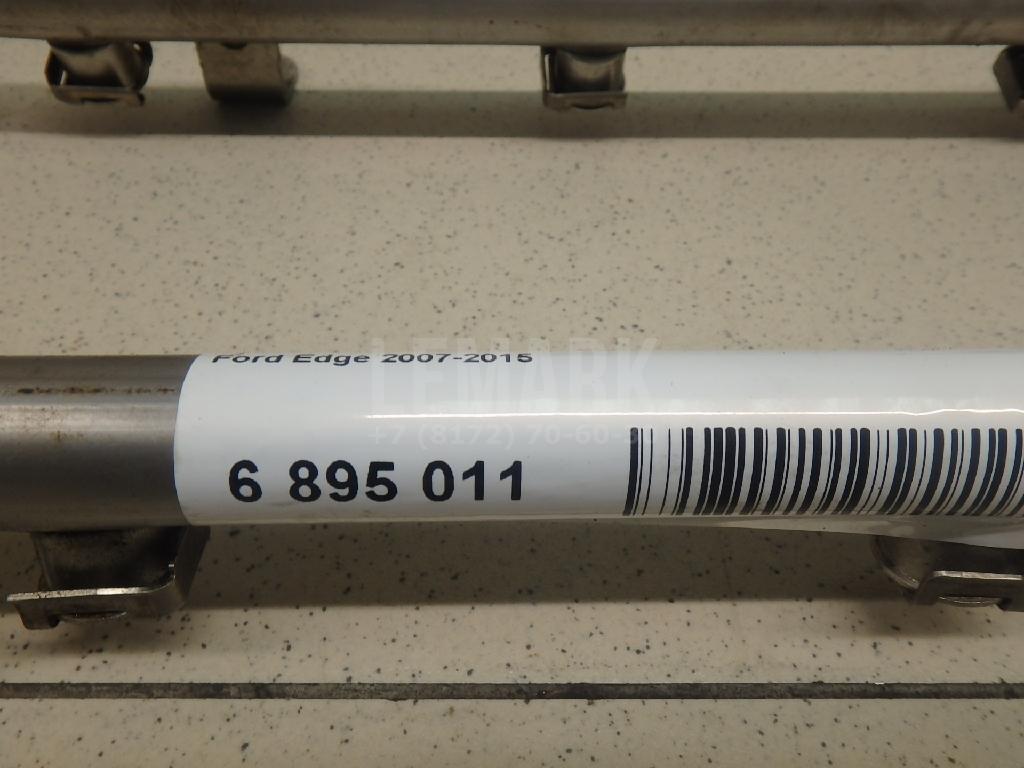 Ford Edge 2007-2015
LEMARK
+7 (8172) 70-60-
6 895 011